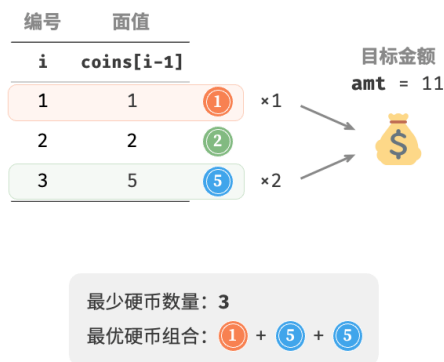 编号 面值
i coins[i-1]
1 1 1 ×1
2 2 2
3 5 5 ×2
目标金额
amt = 11
$
最少硬币数量：3
最优硬币组合：1 + 5 + 5